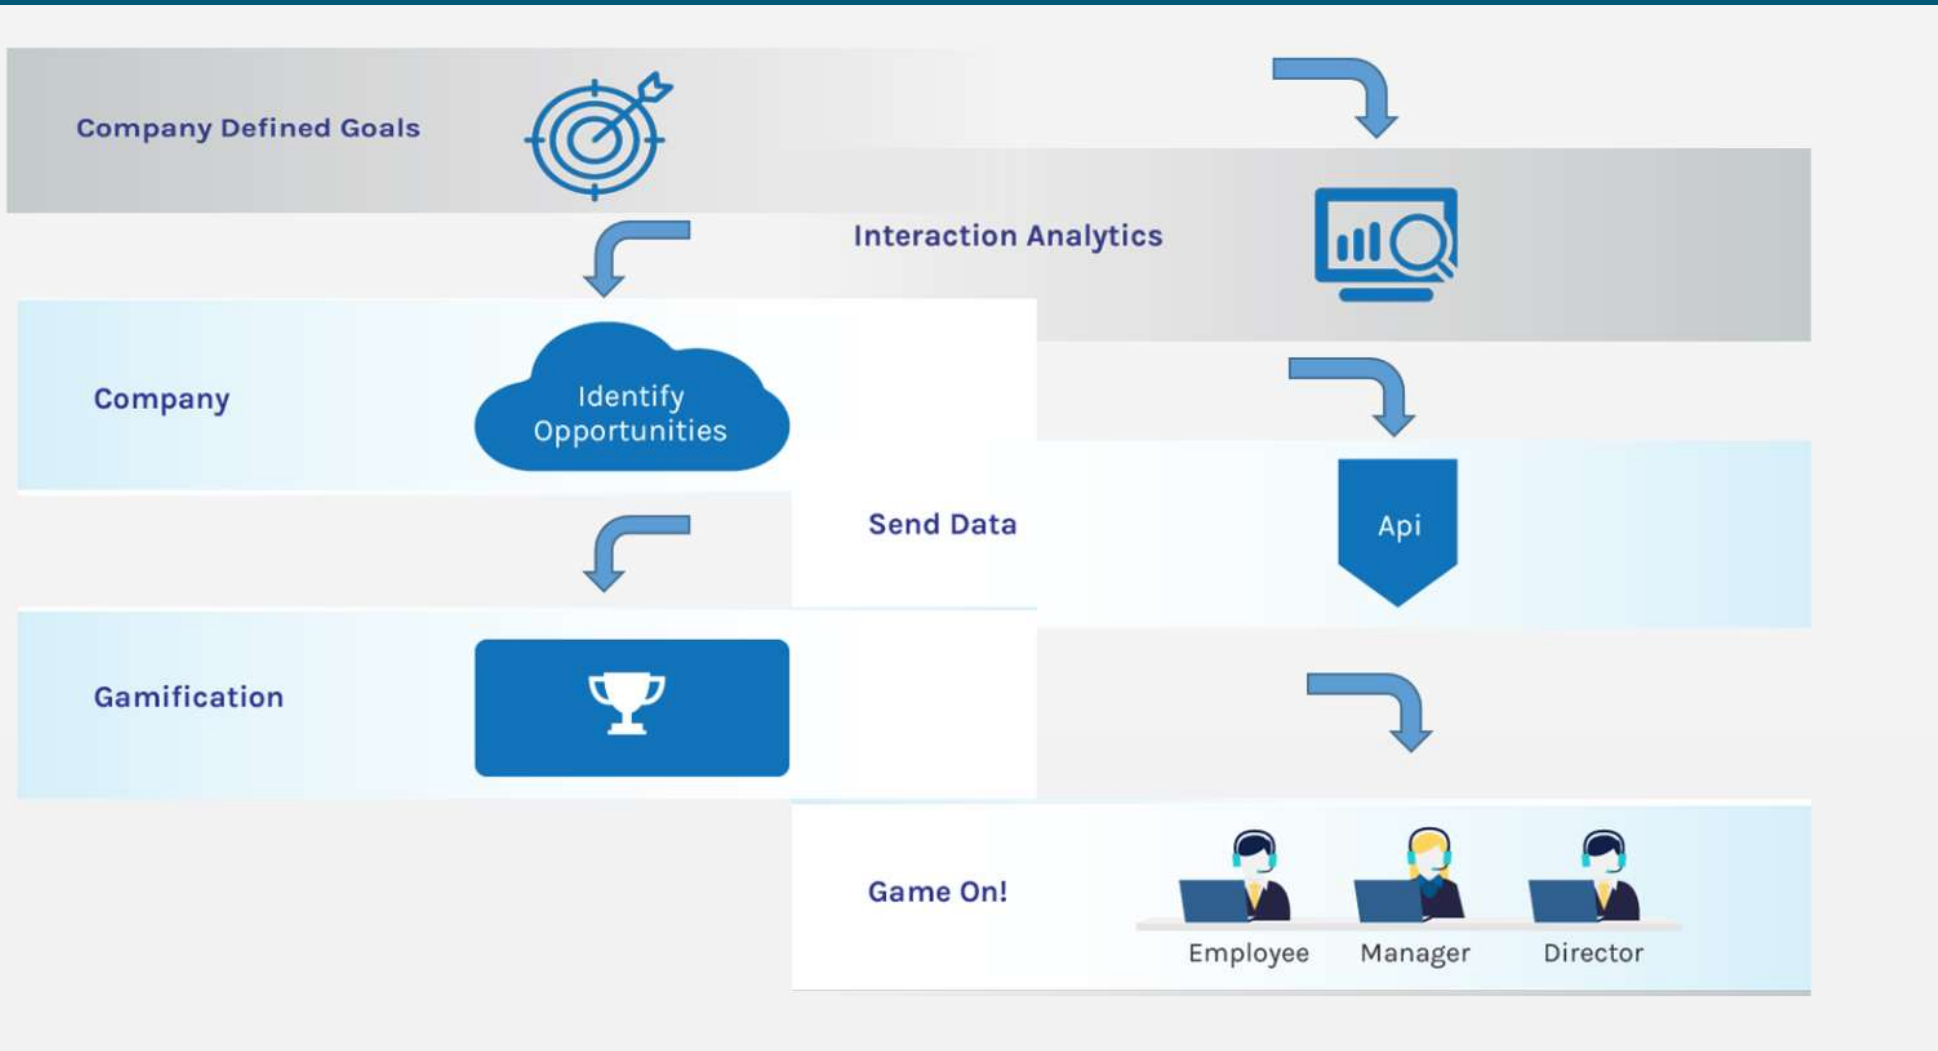 Company Defined Goals
Interaction Analytics
Company
Identify
Opportunities
Send Data
Api
Gamification
Game On!
Employee
Manager
Director